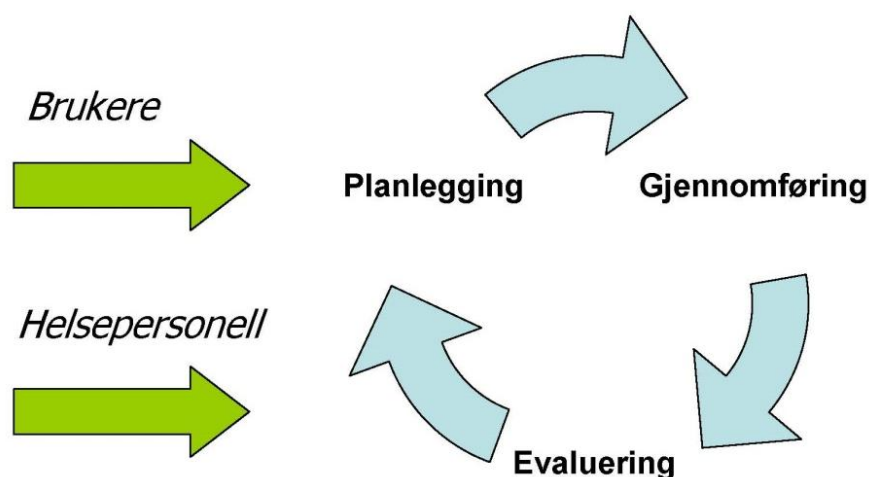 Brukere
Planlegging
Gjennomføring
Helsepersonell
Evaluering